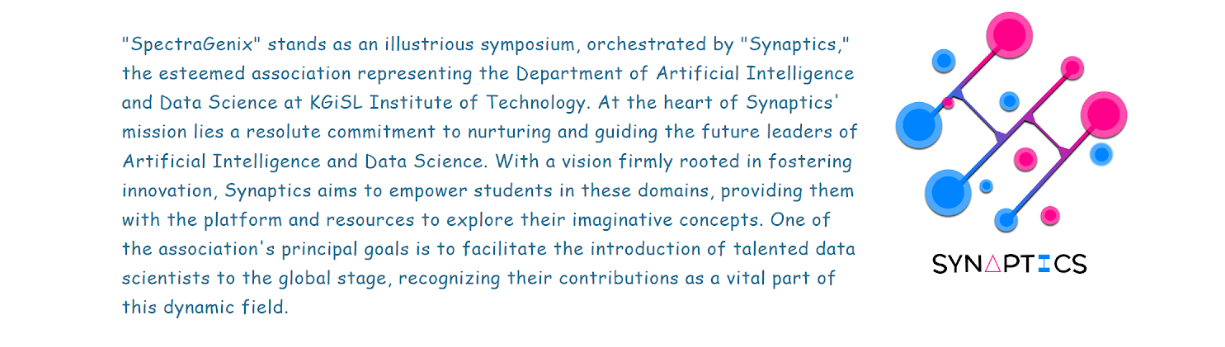 "SpectraGenix" stands as an illustrious symposium, orchestrated by "Synaptics,"
the esteemed association representing the Department of Artificial Intelligence
and Data Science at KGiSL Institute of Technology. At the heart of Synaptics'
mission lies a resolute commitment to nurturing and guiding the future leaders of
Artificial Intelligence and Data Science. With a vision firmly rooted in fostering
innovation, Synaptics aims to empower students in these domains, providing them
with the platform and resources to explore their imaginative concepts. One of
the association's principal goals is to facilitate the introduction of talented data
scientists to the global stage, recognizing their contributions as a vital part of
this dynamic field.
SYNAPTICS